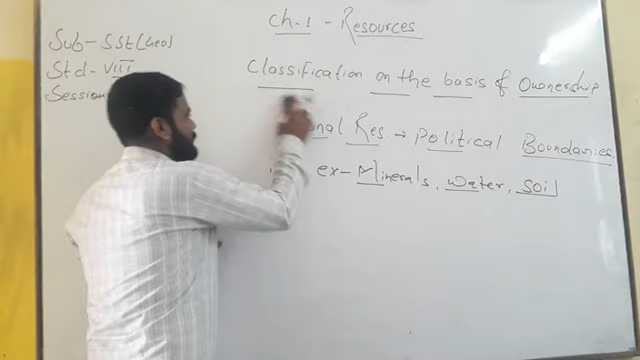 Ch-1 - Resources
Sub - SSt (Geo)
Std - VIII
Session
Classification on the basis of Ownership
Res → Political Boundaries
ex - Minerals, water, soil